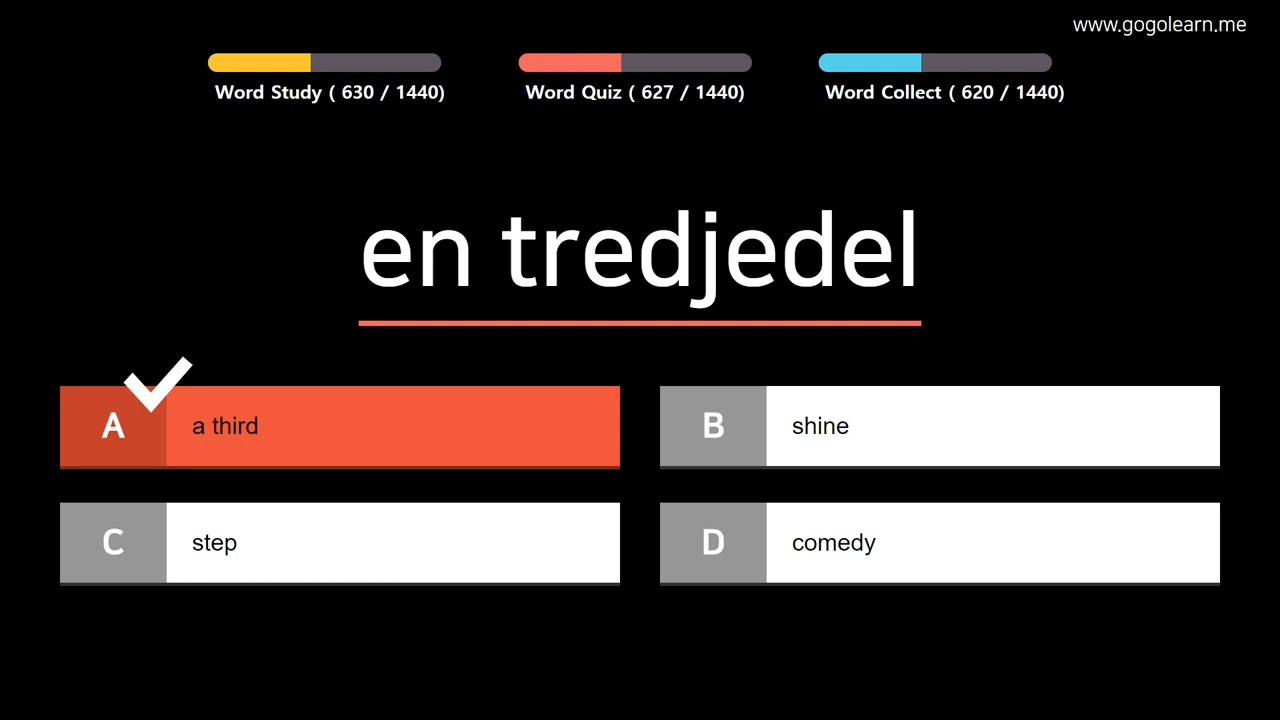 www.gogolearn.me
Word Study ( 630 / 1440)
Word Quiz ( 627 / 1440)
Word Collect ( 620 / 1440)
en tredjedel
A a third
B shine
C step
D comedy